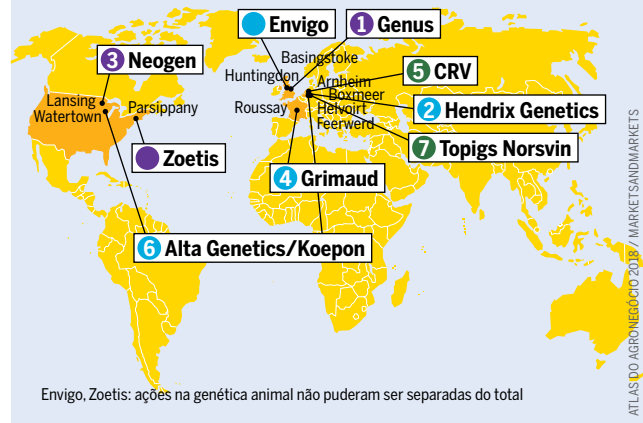 Envigo
1 Genus
3 Neogen
Basingstoke
Huntingdon
Arnheim
5 CRV
Boxmeer
Lansing
Watertown
Parsippany
Roussay
Helvoirt
Feerwerd
2 Hendrix Genetics
7 Topigs Norsvin
Zoetis
4 Grimaud
6 Alta Genetics/Koepon
Envigo, Zoetis: ações na genética animal não puderam ser separadas do total
ATLAS DO AGRONEGÓCIO 2018 / MARKETSANDMARKETS